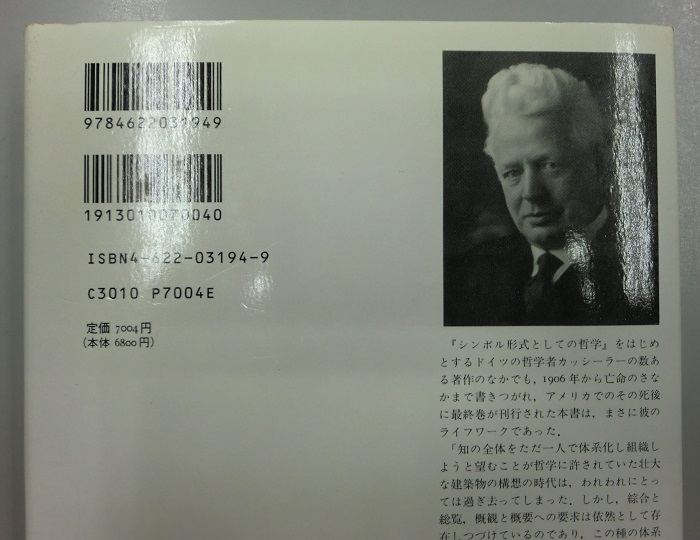 9784622031949
1913010070040
ISBN4-622-03194-9
C3010 P7004E
定価 7004円
(本体 6800円)
『シンボル形式としての哲学』をはじめ
とするドイツの哲学者カッシーラーの数あ
る著作のなかでも，1906年から亡命のさな
かまで書きつがれ，アメリカでのその死後
に最終巻が刊行された本書は，まさに彼の
ライフワークであった．
「知の全体をただ一人で体系化し組織し
ようと望むことが哲学に許されていた壮大
な建築物の構想の時代は，われわれにとっ
ては過ぎ去ってしまった．しかし，綜合と
総覧，概観と概要への要求は依然として存
在しつづけているのであり，この種の体系